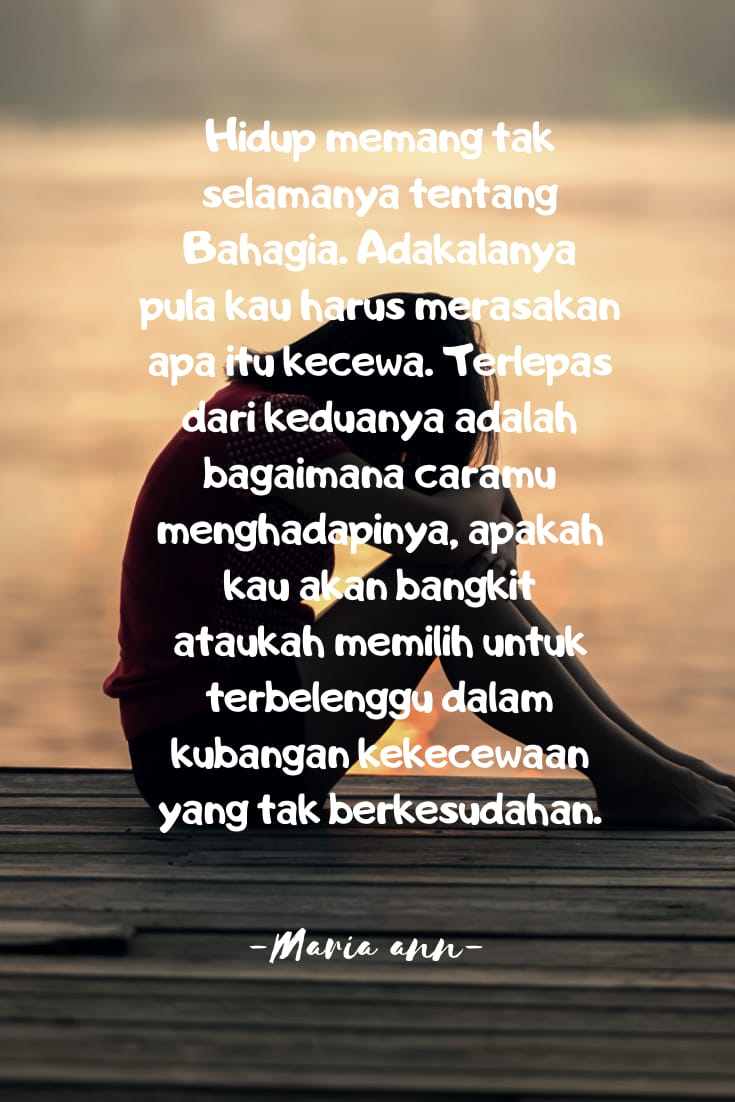 Hidup memang tak
selamanya tentang
Bahagia. Adakalanya
pula kau harus merasakan
apa itu kecewa. Terlepas
dari keduanya adalah
bagaimana caramu
menghadapinya, apakah
kau akan bangkit
ataukah memilih untuk
terbelenggu dalam
kubangan kekecewaan
yang tak berkesudahan.
-Maria ann-